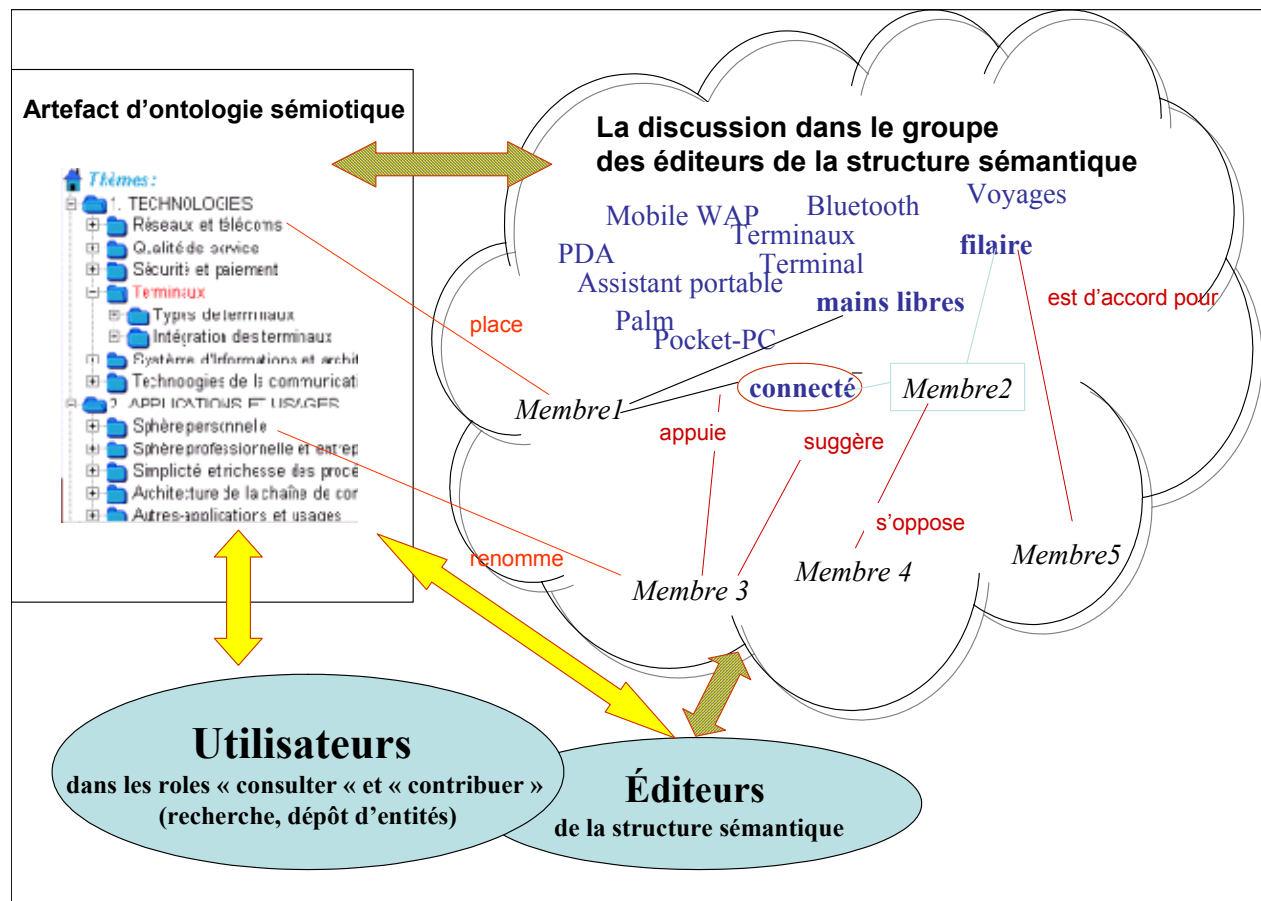 Artefact d’ontologie sémiotique
Thèmes :
1. TECHNOLOGIES
Réseaux et télécoms
Qualité de service
Sécurité et paiement
Terminaux
Types de terminaux
Intégration des terminaux
Système d'Informations et archit
Technoogies de la communicati
2. APPLICATIONS ET USAGES
Sphère personnelle
Sphère professionnelle et entrep
Simplicté et richesse des procé
Architecture de la chaîne de cor
Autres-applications et usages
La discussion dans le groupe
des éditeurs de la structure sémantique
Voyages
Bluetooth
Mobile WAP
Terminaux
filaire
PDA
Terminal
Assistant portable
mains libres
est d’accord pour
Palm
Pocket-PC
place
connecté
Membre2
Membre1
appuie
suggère
s’oppose
renomme
Membre 3
Membre 4
Membre5
Utilisateurs
dans les roles « consulter « et « contribuer »
(recherche, dépôt d’entités)
Éditeurs
de la structure sémantique